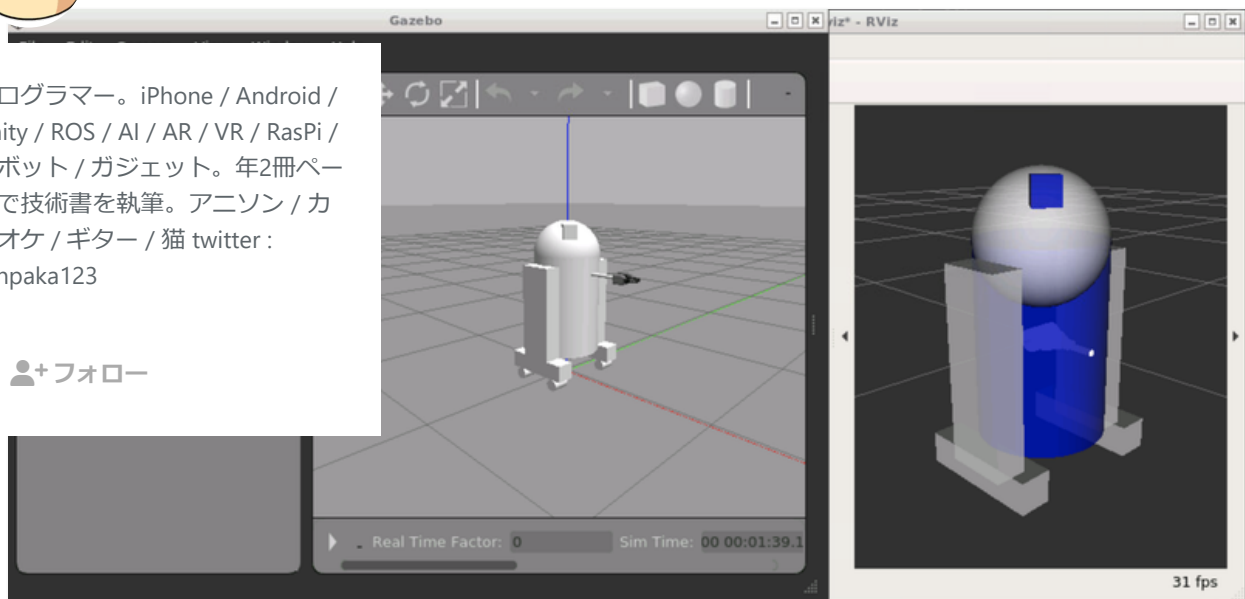 Gazebo
viz* - RViz
ログラマー。iPhone / Android /
ity / ROS / AI / AR / VR / RasPi /
ボット / ガジェット。年2冊ペー
で技術書を執筆。アニソン / カ
オケ / ギター / 猫 twitter :
npaka123
フォロー
Real Time Factor: 0
Sim Time: 00 00:01:39.1
31 fps